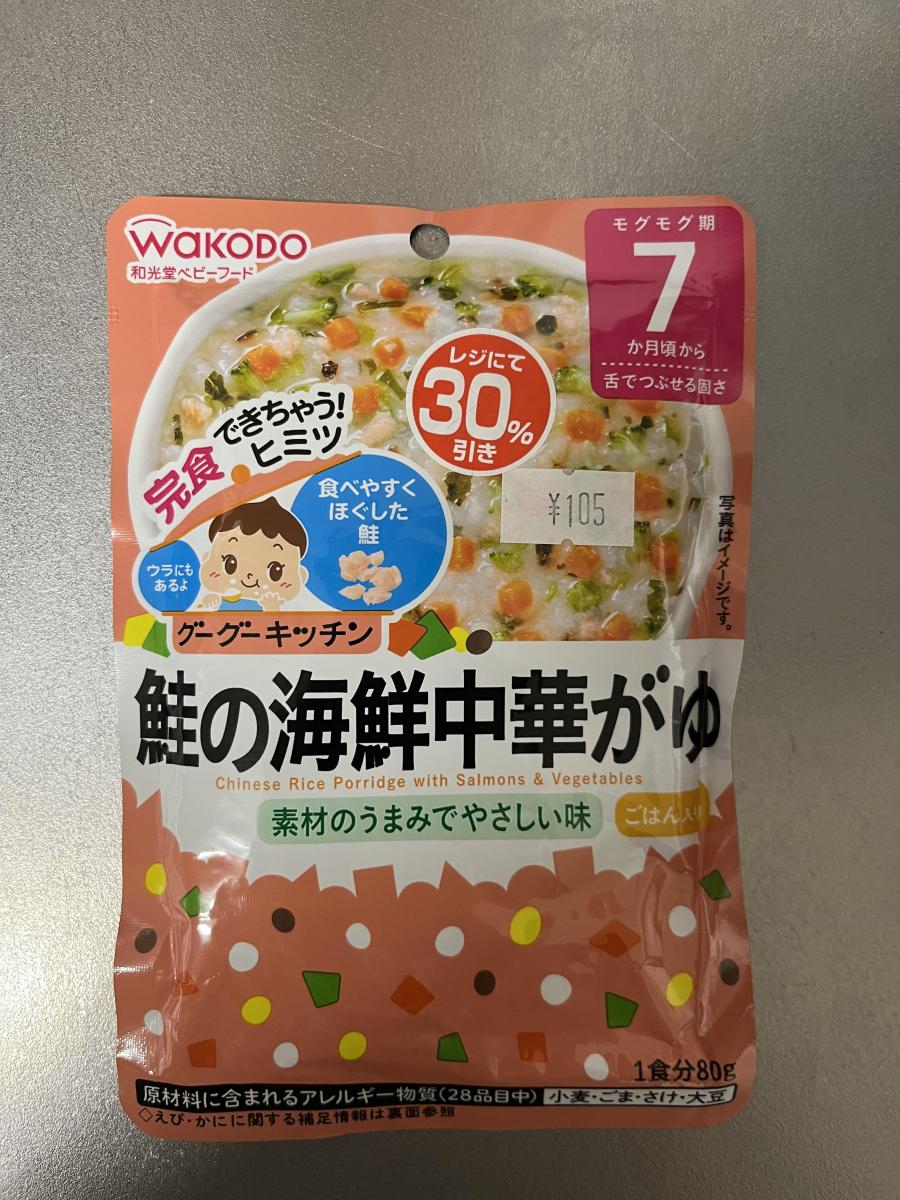 WaKODO
和光堂ベビーフード
モグモグ期
7
か月頃から
舌でつぶせる固さ
レジにて
30%
引き
¥105
完食できちゃう!
ヒミツ
食べやすく
ほぐした
鮭
ウラにも
あるよ
写真はイメージです。
グーグーキッチン
鮭の海鮮中華がゆ
Chinese Rice Porridge with Salmons & Vegetables
素材のうまみでやさしい味
ごはん入り
1食分80g
原材料に含まれるアレルギー物質(28品目中) 小麦・ごま・さけ・大豆
◇えび・かにに関する補足情報は裏面参照